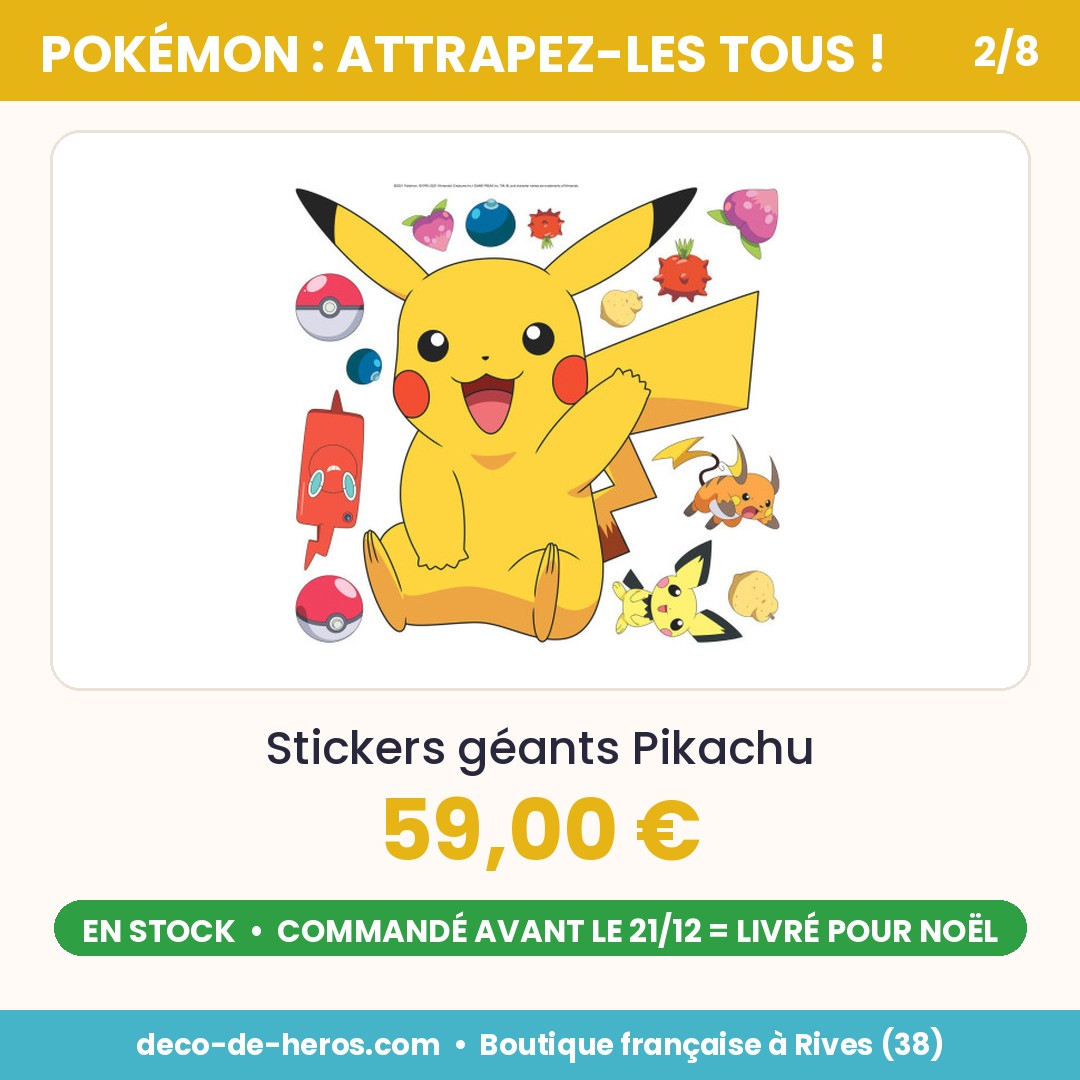 POKÉMON : ATTRAPEZ-LES TOUS !
2/8
Stickers géants Pikachu
59,00 €
EN STOCK • COMMANDÉ AVANT LE 21/12 = LIVRÉ POUR NOËL
deco-de-heros.com • Boutique française à Rives (38)